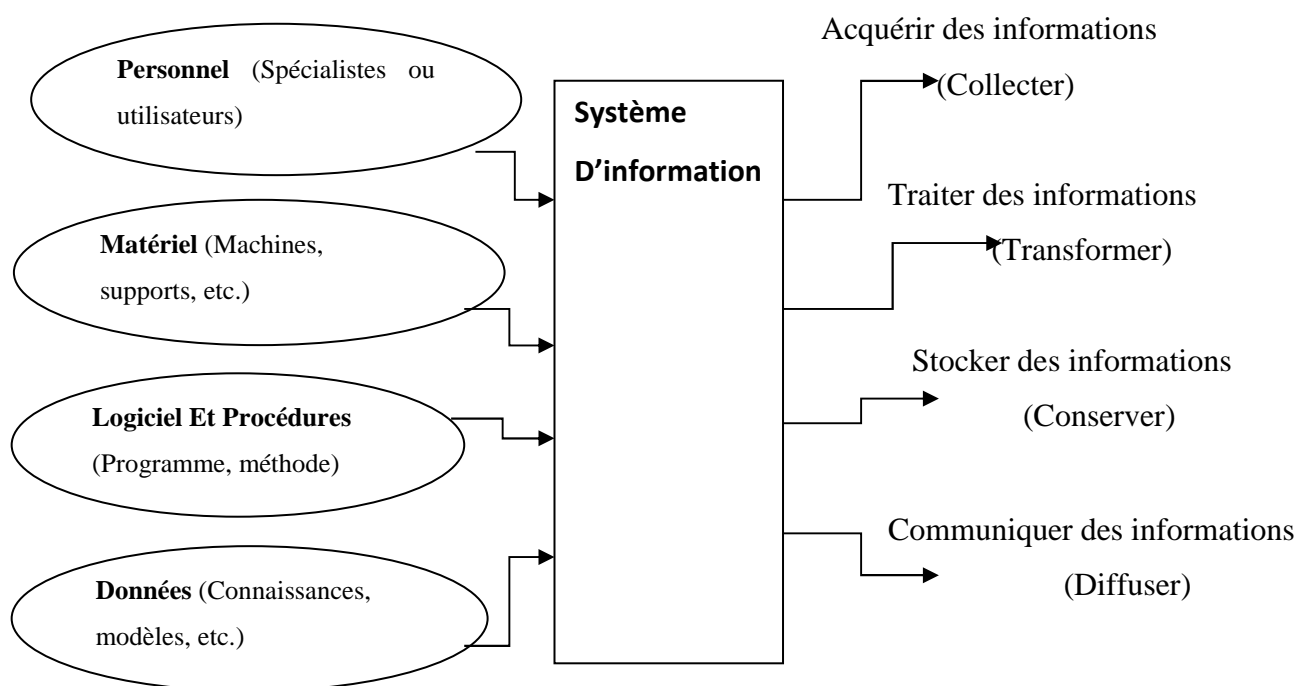 Personnel (Spécialistes ou
utilisateurs)
Matériel (Machines,
supports, etc.)
Logiciel Et Procédures
(Programme, méthode)
Données (Connaissances,
modèles, etc.)
Système
D’information
Acquérir des informations
(Collecter)
Traiter des informations
(Transformer)
Stocker des informations
(Conserver)
Communiquer des informations
(Diffuser)